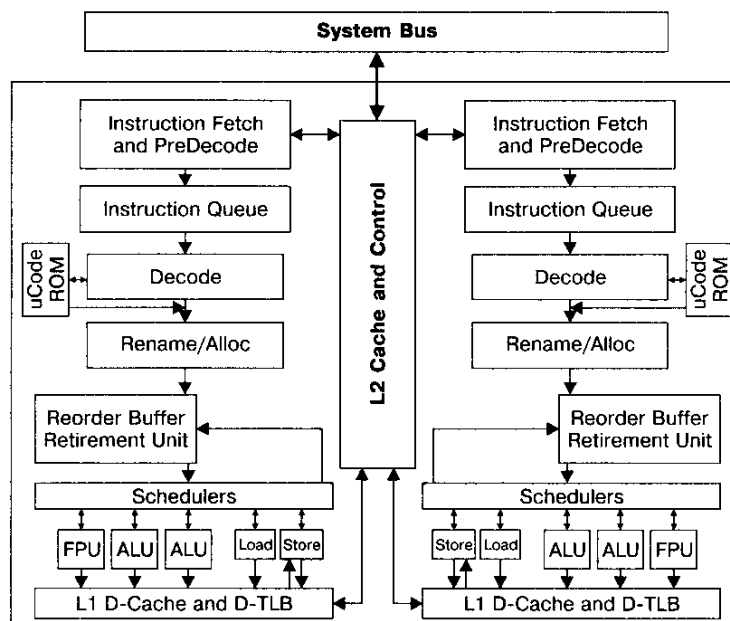 System Bus
Instruction Fetch
and PreDecode
Instruction Queue
uCode
ROM
Decode
Rename/Alloc
Reorder Buffer
Retirement Unit
Schedulers
FPU
ALU
ALU
Load
Store
L1 D-Cache and D-TLB
L2 Cache and Control
Instruction Fetch
and PreDecode
Instruction Queue
Decode
uCode
ROM
Rename/Alloc
Reorder Buffer
Retirement Unit
Schedulers
Store
Load
ALU
ALU
FPU
L1 D-Cache and D-TLB